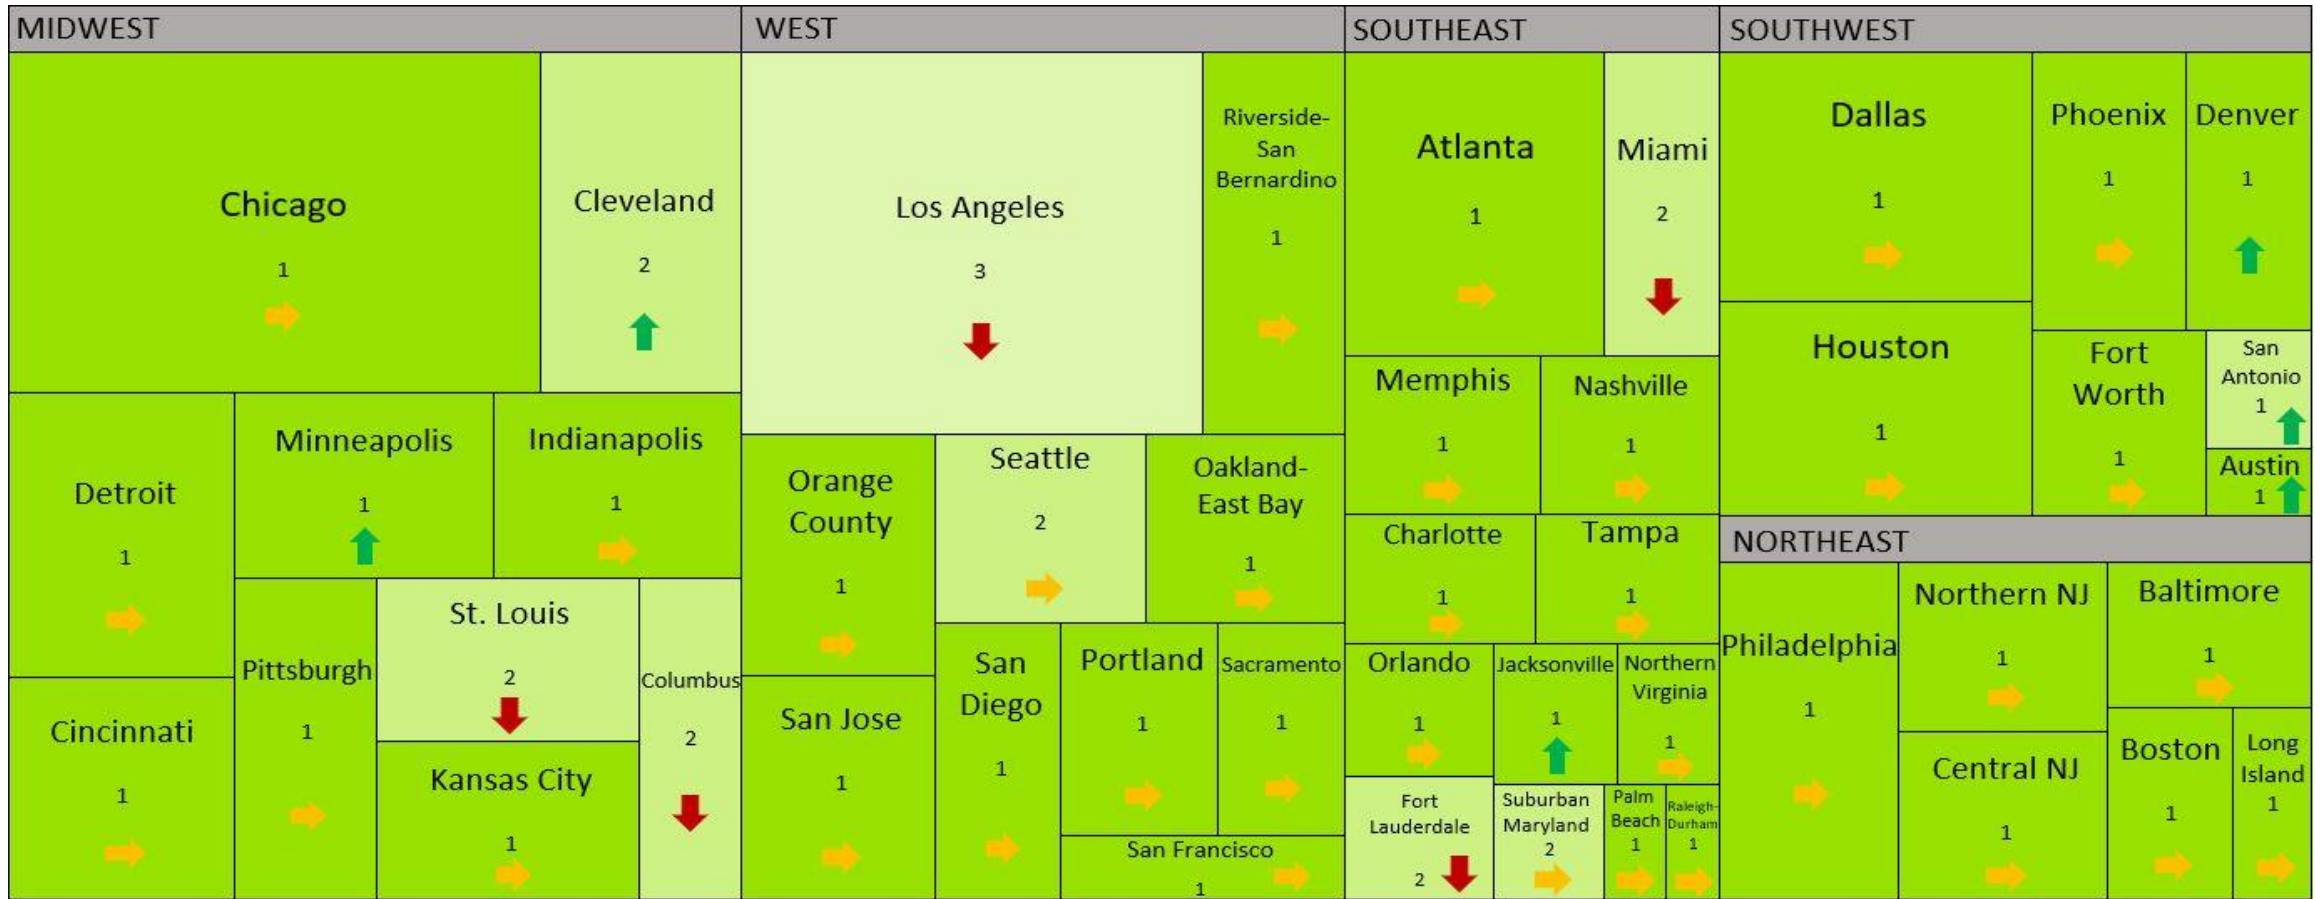 MIDWEST
Chicago
1
Cleveland
2
Detroit
1
Minneapolis
1
Indianapolis
1
Cincinnati
1
Pittsburgh
1
St. Louis
2
Kansas City
1
Columbus
2
WEST
Los Angeles
3
Riverside-
San
Bernardino
1
Orange
County
1
Seattle
2
Oakland-
East Bay
1
San Jose
1
San
Diego
1
Portland
1
Sacramento
1
San Francisco
1
SOUTHEAST
Atlanta
1
Miami
2
Memphis
1
Nashville
1
Charlotte
1
Tampa
1
Orlando
1
Jacksonville
1
Northern
Virginia
1
Fort
Lauderdale
2
Suburban
Maryland
2
Palm
Beach
1
Raleigh-
Durham
1
SOUTHWEST
Dallas
1
Phoenix
1
Denver
1
Houston
1
Fort
Worth
1
San
Antonio
1
Austin
1
NORTHEAST
Philadelphia
1
Northern NJ
1
Baltimore
1
Central NJ
1
Boston
1
Long
Island
1